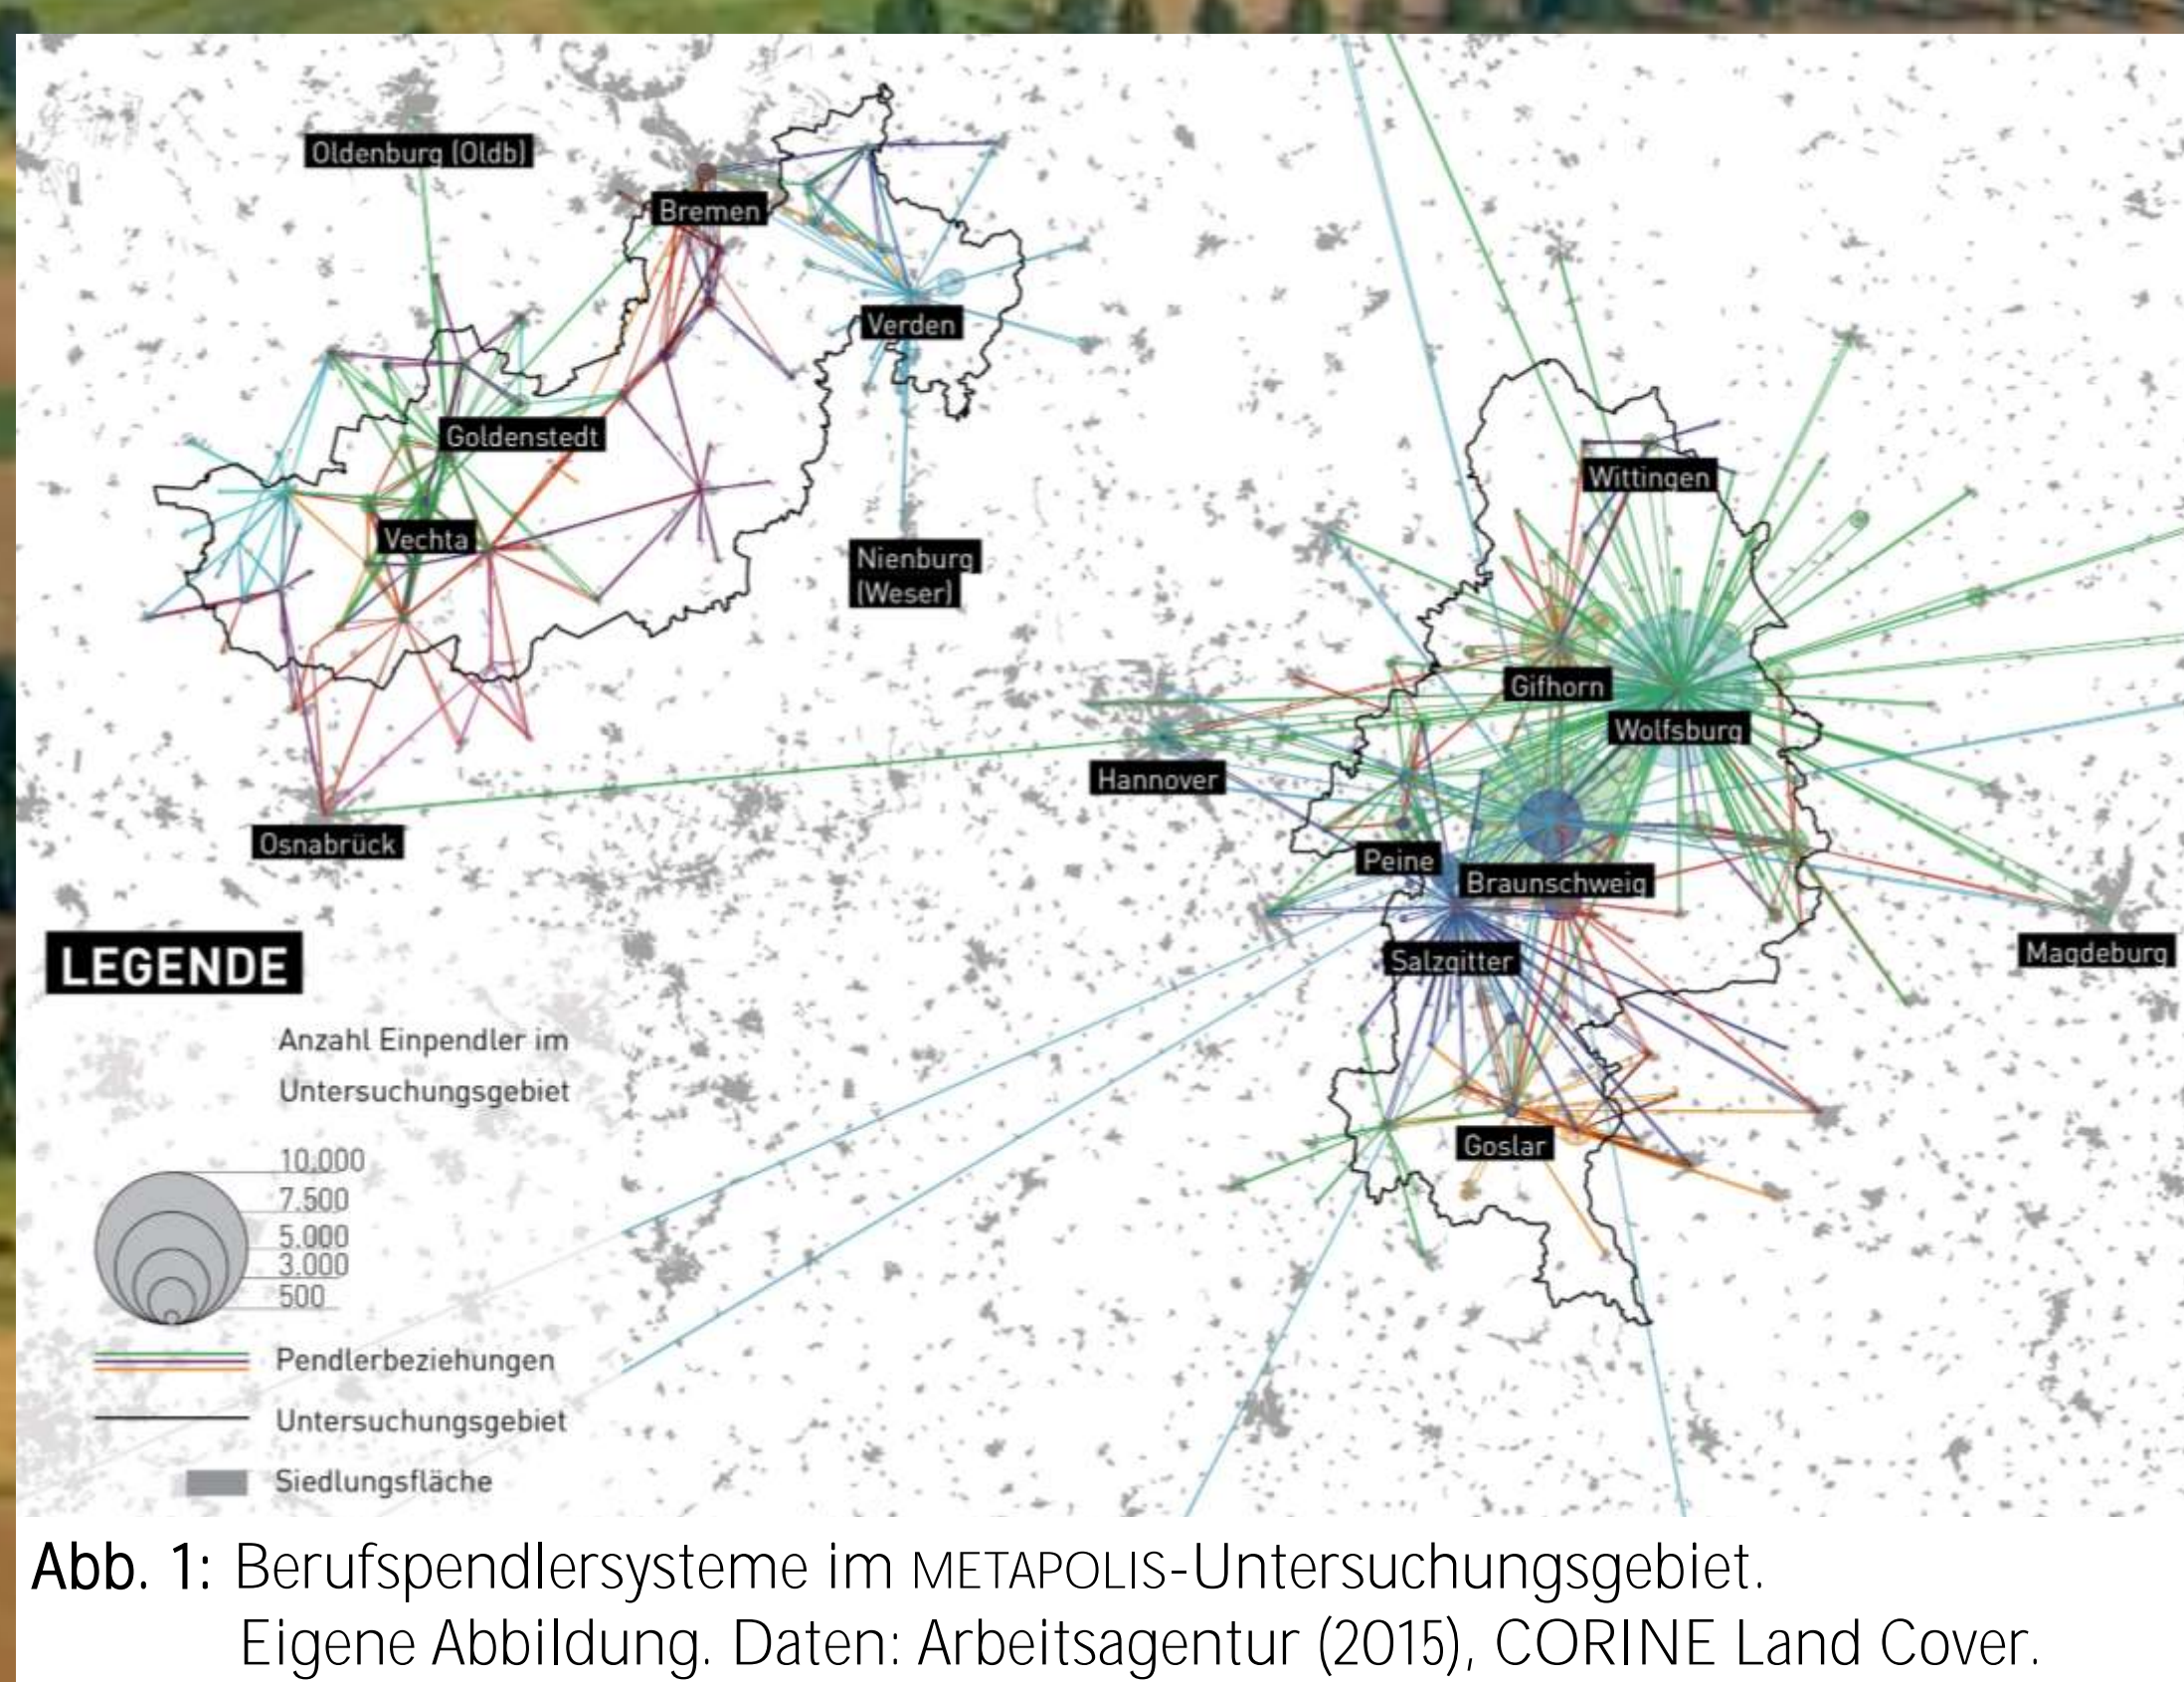 Oldenburg (Oldb)
Bremen
Verden
Goldenstedt
Wittingen
Vechta
Nienburg
(Weser)
Gifhorn
Wolfsburg
Hannover
Osnabrück
Peine
Braunschweig
Magdeburg
Salzgitter
Goslar
LEGENDE
Anzahl Einpendler im
Untersuchungsgebiet
10.000
7.500
5.000
3.000
500
Pendlerbeziehungen
Untersuchungsgebiet
Siedlungsfläche
Abb. 1: Berufspendlersysteme im METAPOLIS-Untersuchungsgebiet.
Eigene Abbildung. Daten: Arbeitsagentur (2015), CORINE Land Cover.